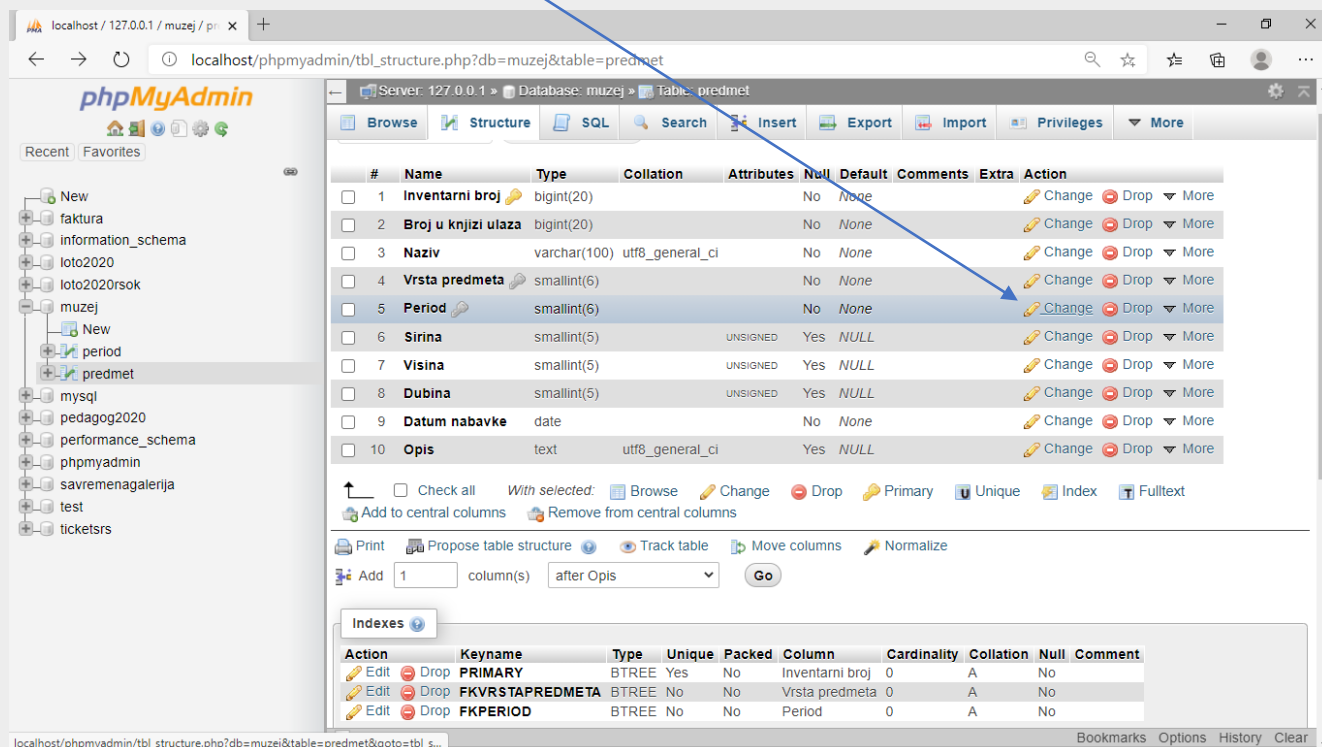 localhost / 127.0.0.1 / muzej / pr
localhost/phpmyadmin/tbl_structure.php?db=muzej&table=predmet
phpMyAdmin
Recent Favorites
New
faktura
information_schema
loto2020
loto2020rsok
muzej
New
period
predmet
mysql
pedagog2020
performance_schema
phpmyadmin
savremenagalerija
test
ticketsrs
Server: 127.0.0.1 » Database: muzej » Table: predmet
Browse Structure SQL Search Insert Export Import Privileges More
# Name Type Collation Attributes Null Default Comments Extra Action
1 Inventarni broj bigint(20) No None Change Drop More
2 Broj u knjizi ulaza bigint(20) No None Change Drop More
3 Naziv varchar(100) utf8_general_ci No None Change Drop More
4 Vrsta predmeta smallint(6) No None Change Drop More
5 Period smallint(6) No None Change Drop More
6 Sirina smallint(5) UNSIGNED Yes NULL Change Drop More
7 Visina smallint(5) UNSIGNED Yes NULL Change Drop More
8 Dubina smallint(5) UNSIGNED Yes NULL Change Drop More
9 Datum nabavke date No None Change Drop More
10 Opis text utf8_general_ci Yes NULL Change Drop More
Check all With selected: Browse Change Drop Primary Unique Index Fulltext
Add to central columns Remove from central columns
Print Propose table structure Track table Move columns Normalize
Add 1 column(s) after Opis Go
Indexes
Action Keyname Type Unique Packed Column Cardinality Collation Null Comment
Edit Drop PRIMARY BTREE Yes No Inventarni broj 0 A No
Edit Drop FKVRSTAPREDMETA BTREE No No Vrsta predmeta 0 A No
Edit Drop FKPERIOD BTREE No No Period 0 A No
Bookmarks Options History Clear
localhost/phpmyadmin/tbl_structure.php?db=muzej&table=predmet&goto=tbl_s...